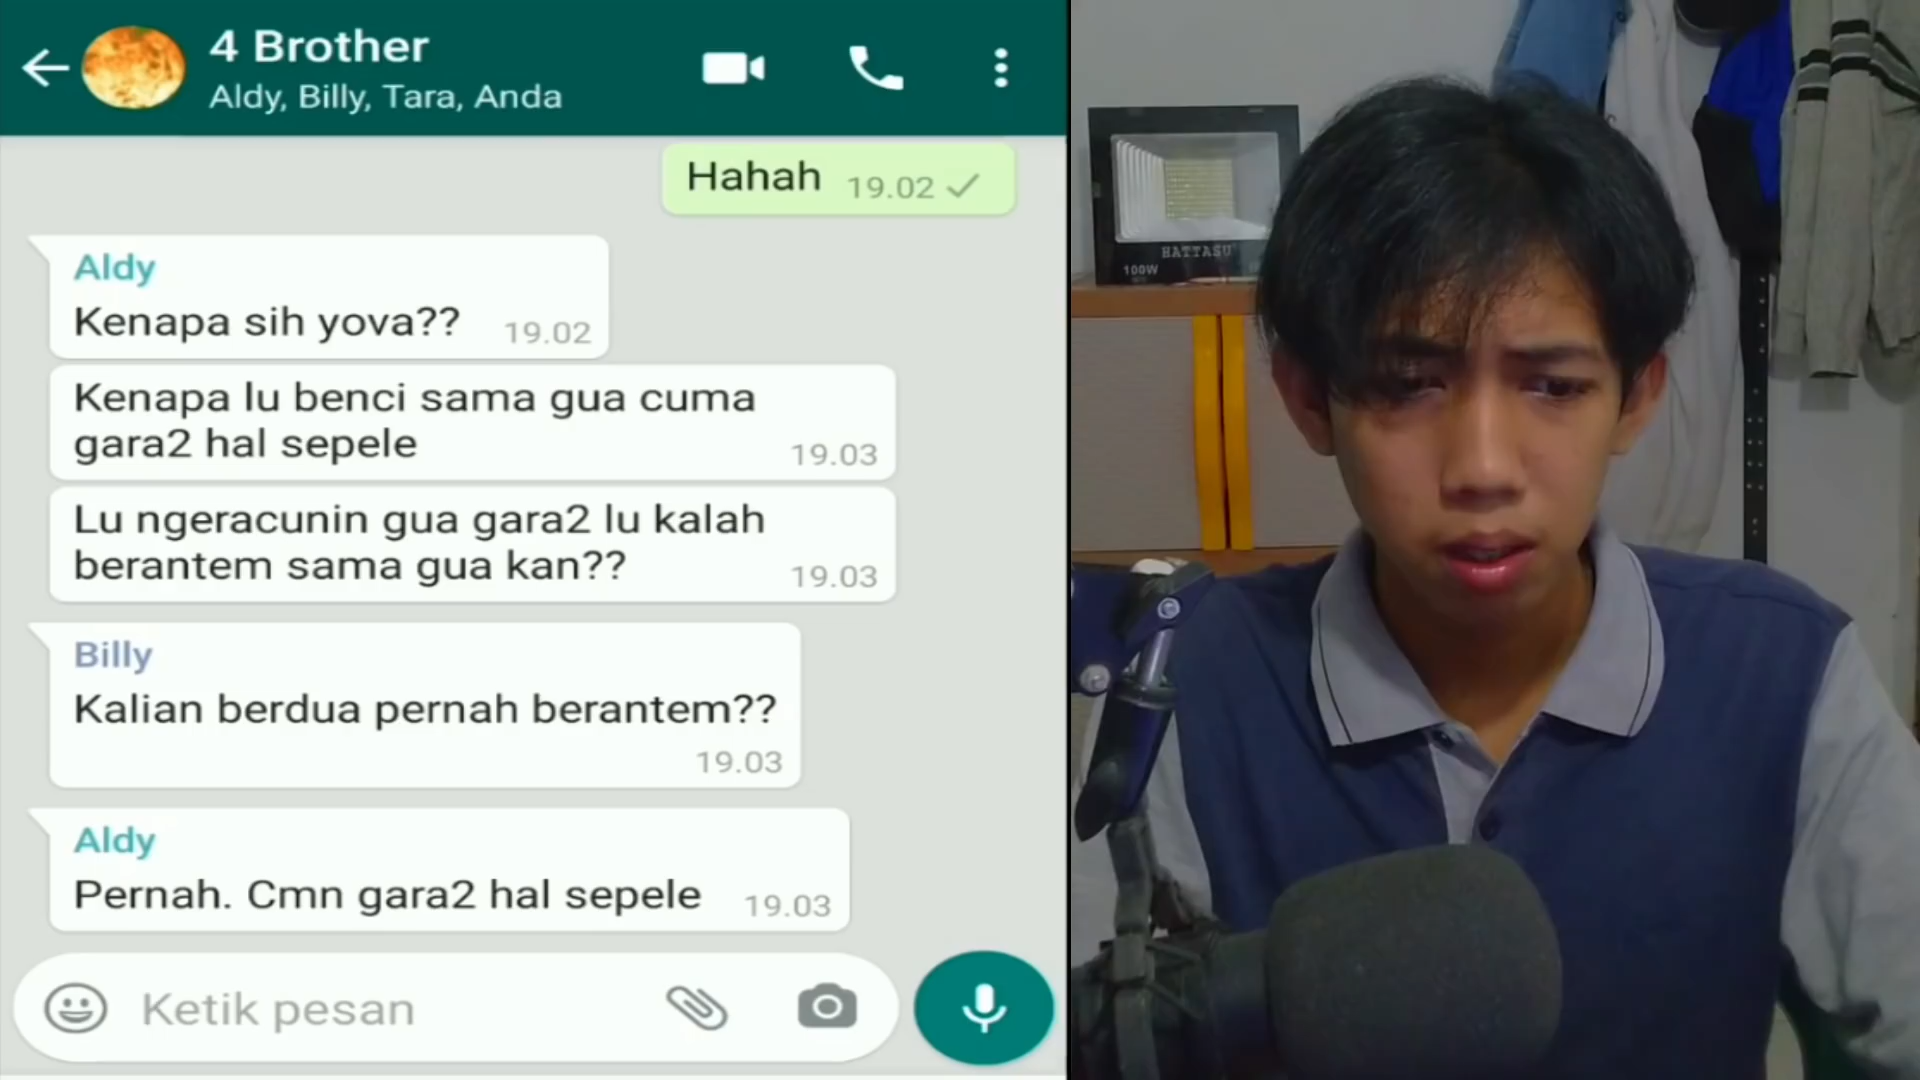 4 Brother
Aldy, Billy, Tara, Anda
Hahah 19.02
Aldy
Kenapa sih yova?? 19.02
Kenapa lu benci sama gua cuma
gara2 hal sepele 19.03
Lu ngeracunin gua gara2 lu kalah
berantem sama gua kan?? 19.03
Billy
Kalian berdua pernah berantem??
19.03
Aldy
Pernah. Cmn gara2 hal sepele 19.03
Ketik pesan
HATTASU
100W